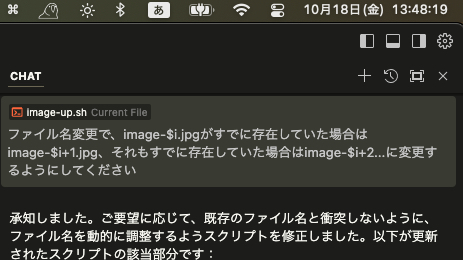 あ 10月18日(金) 13:48:19
CHAT
image-up.sh Current File
ファイル名変更で、image-$i.jpgがすでに存在していた場合は
image-$i+1.jpg、それもすでに存在していた場合はimage-$i+2...に変更す
るようにしてください
承知しました。ご要望に応じて、既存のファイル名と衝突しないように、
ファイル名を動的に調整するようスクリプトを修正しました。以下が更新
されたスクリプトの該当部分です：